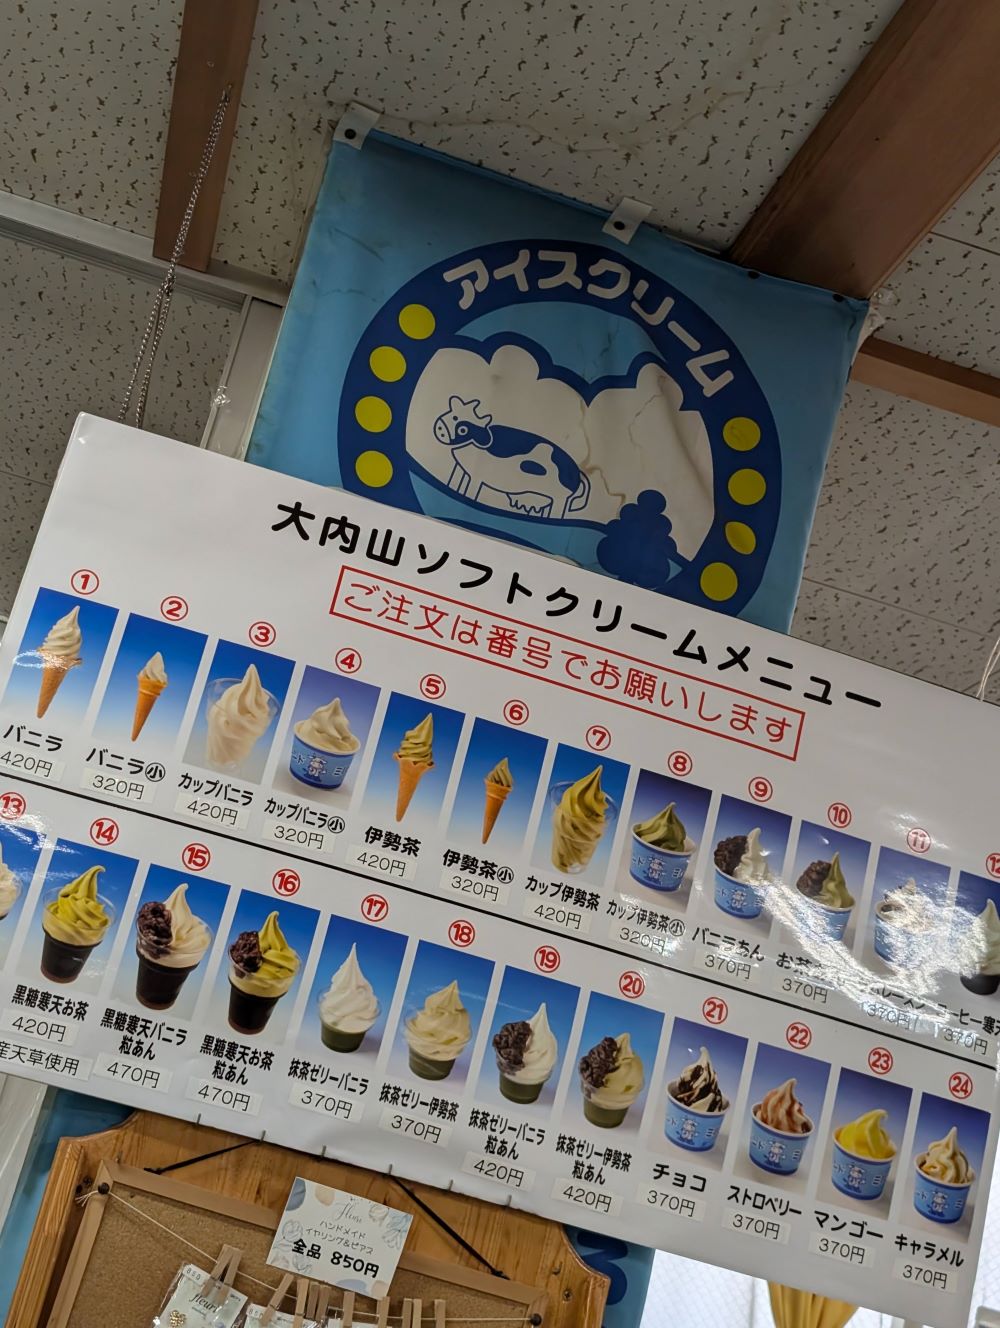 アイスクリーム
大内山ソフトクリームメニュー
ご注文は番号でお願いします
①
バニラ
420円
②
バニラ㊙小
320円
③
カップバニラ
420円
④
カップバニラ小
320円
⑤
伊勢茶
420円
⑥
伊勢茶小
320円
⑦
カップ伊勢茶
420円
⑧
カップ伊勢茶小
320円
⑨
バニラあん
370円
⑩
お茶
370円
⑪
370円
⑫
370円
⑬
⑭
黒糖寒天お茶
420円
産天草使用
⑮
黒糖寒天バニラ
粒あん
470円
⑯
黒糖寒天お茶
粒あん
470円
⑰
抹茶ゼリーバニラ
370円
⑱
抹茶ゼリー伊勢茶
370円
⑲
抹茶ゼリーバニラ
粒あん
420円
⑳
抹茶ゼリー伊勢茶
粒あん
420円
㉑
チョコ
370円
㉒
ストロベリー
370円
㉓
マンゴー
370円
㉔
キャラメル
370円
ハンドメイド
イヤリング&ピアス
全品 850円
850
fleuri